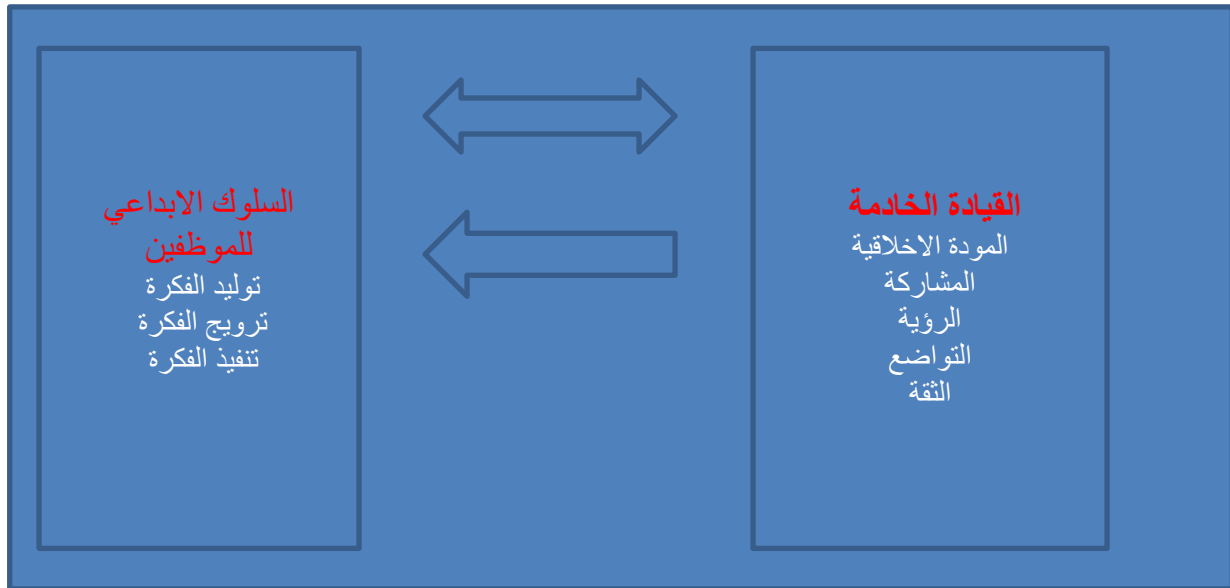 القيادة الخادمة
المودة الاخلاقية
المشاركة
الرؤية
التواضع
الثقة
السلوك الابداعي
للموظفين
توليد الفكرة
ترويج الفكرة
تنفيذ الفكرة